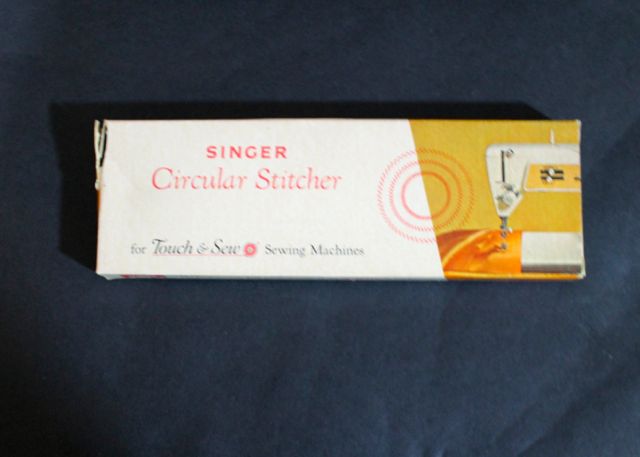 SINGER
Circular Stitcher
for Touch & Sew Sewing Machines